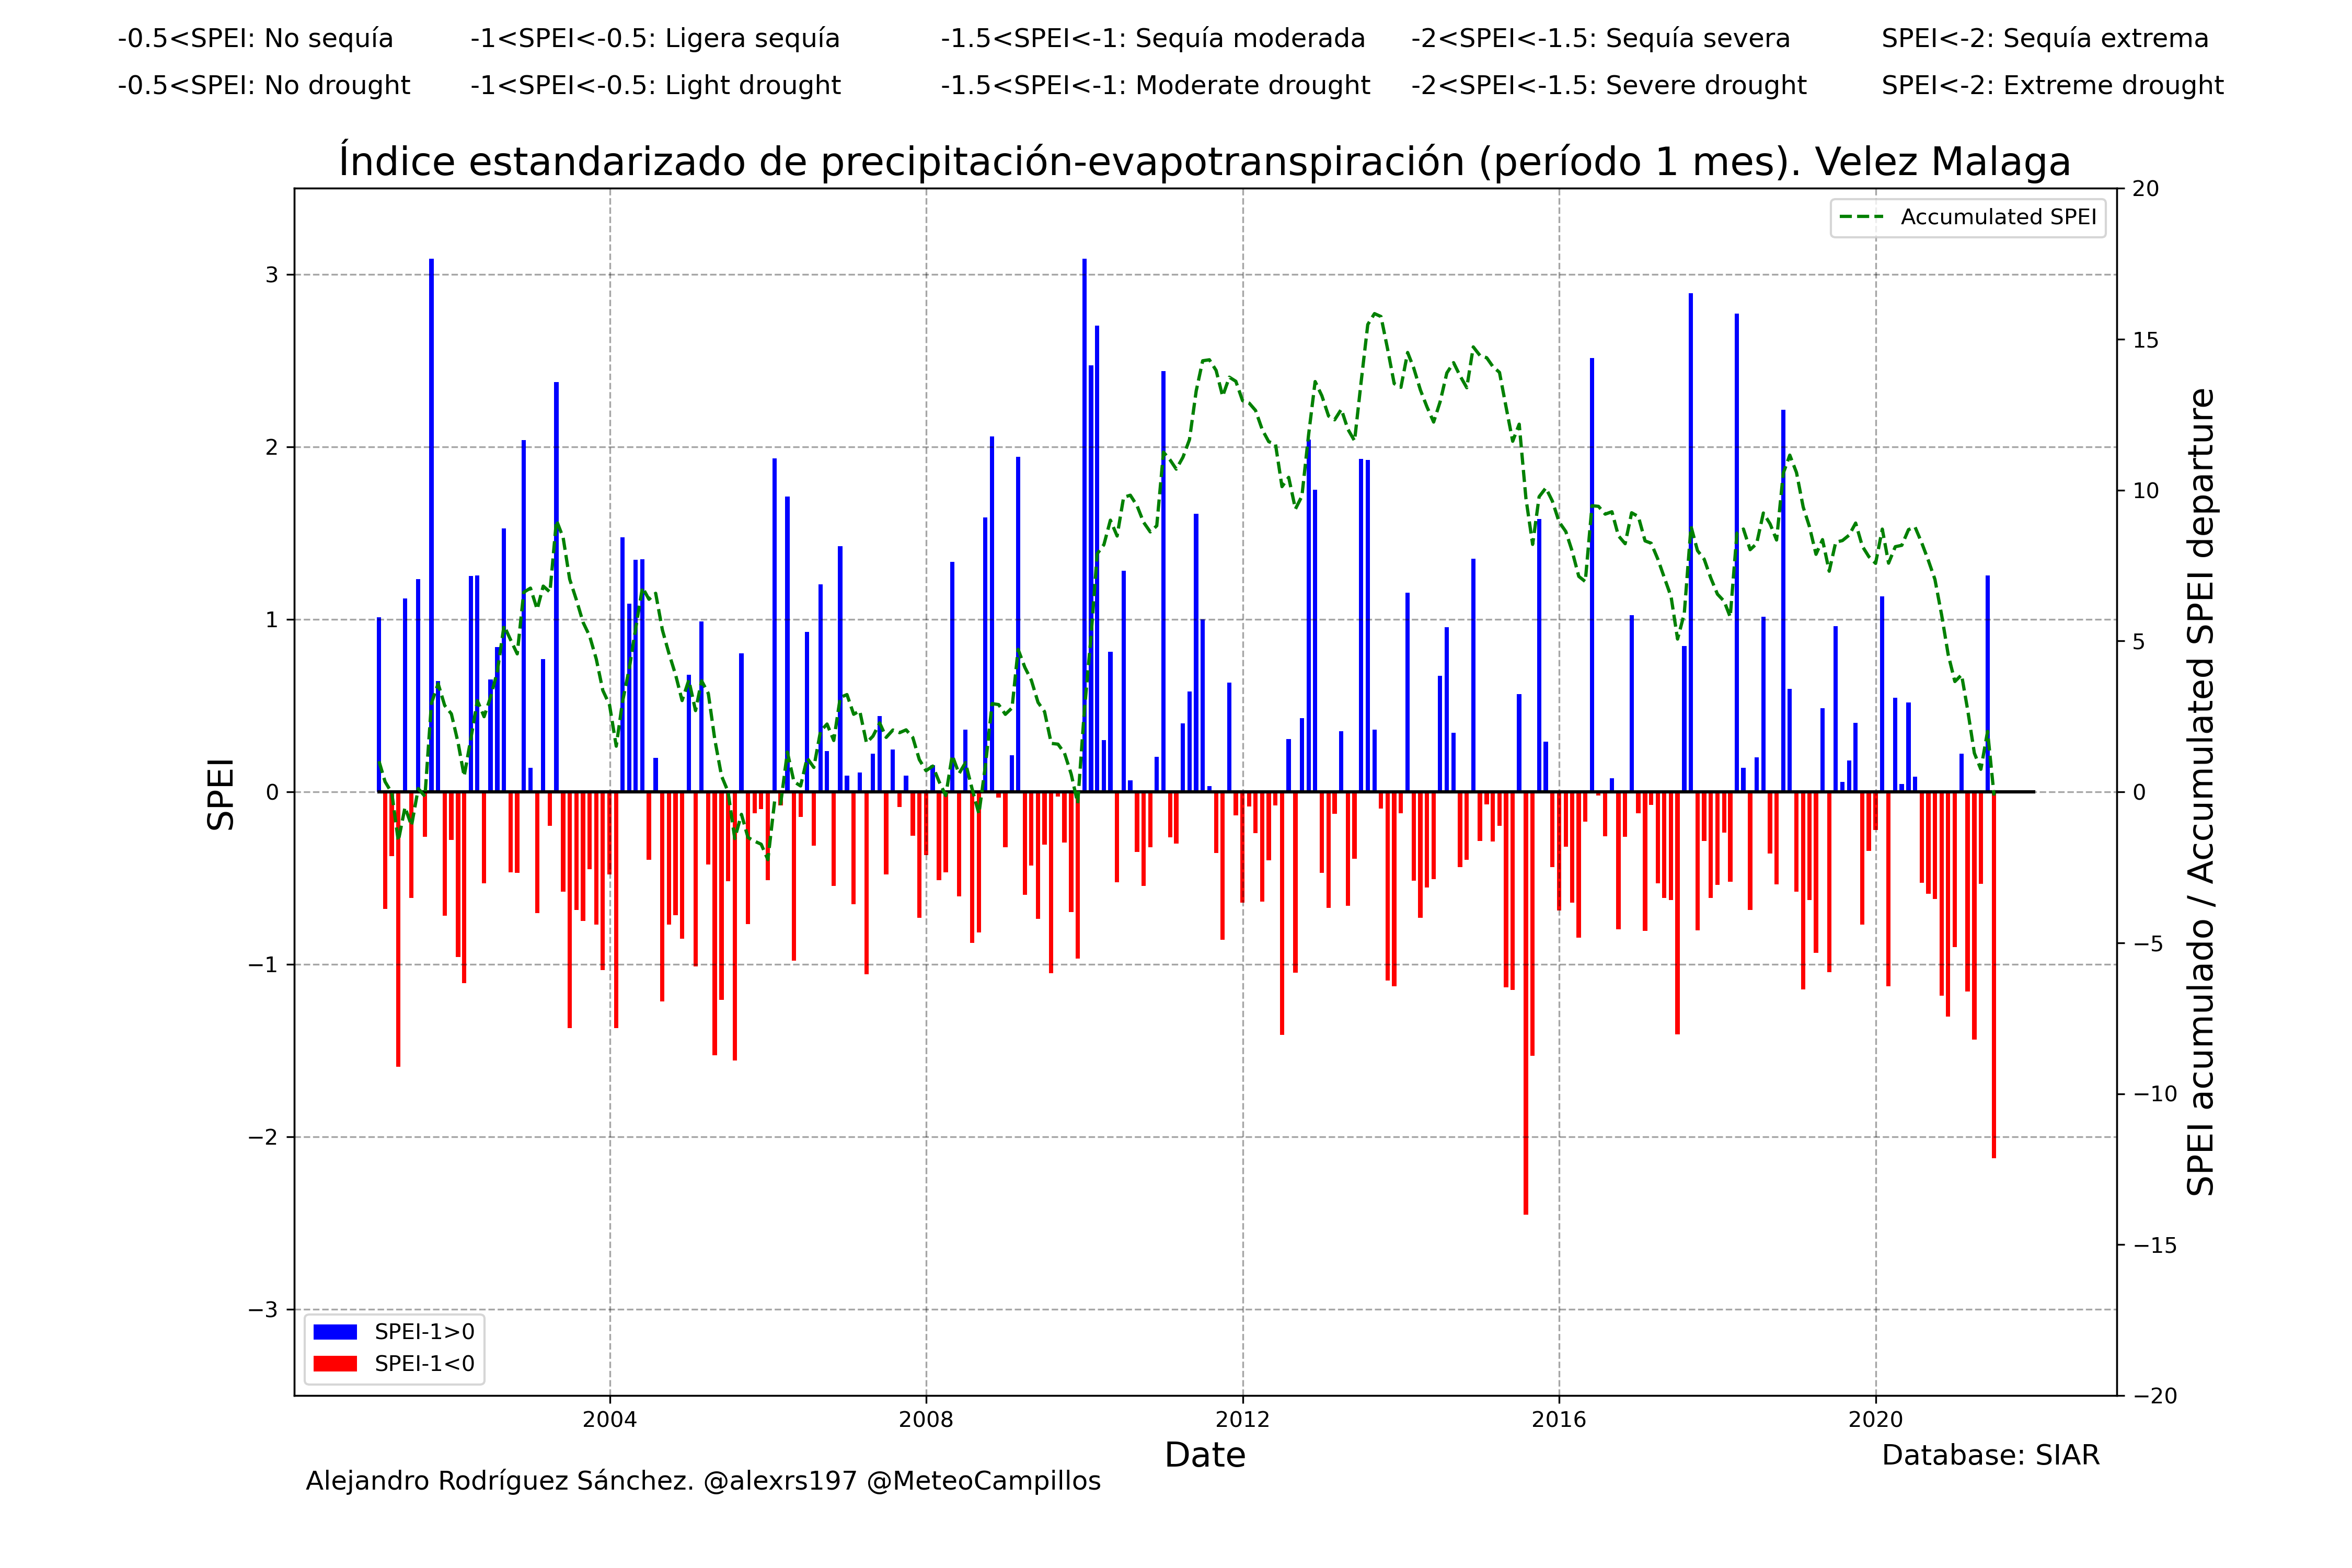 -0.5<SPEI: No sequía -1<SPEI<-0.5: Ligera sequía -1.5<SPEI<-1: Sequía moderada -2<SPEI<-1.5: Sequía severa SPEI<-2: Sequía extrema
-0.5<SPEI: No drought -1<SPEI<-0.5: Light drought -1.5<SPEI<-1: Moderate drought -2<SPEI<-1.5: Severe drought SPEI<-2: Extreme drought
Índice estandarizado de precipitación-evapotranspiración (período 1 mes). Velez Malaga
Accumulated SPEI
SPEI
3
2
1
0
−1
−2
−3
20
15
10
5
0
−5
−10
−15
−20
SPEI acumulado / Accumulated SPEI departure
SPEI-1>0
SPEI-1<0
2004 2008 2012 2016 2020
Date
Database: SIAR
Alejandro Rodríguez Sánchez. @alexrs197 @MeteoCampillos